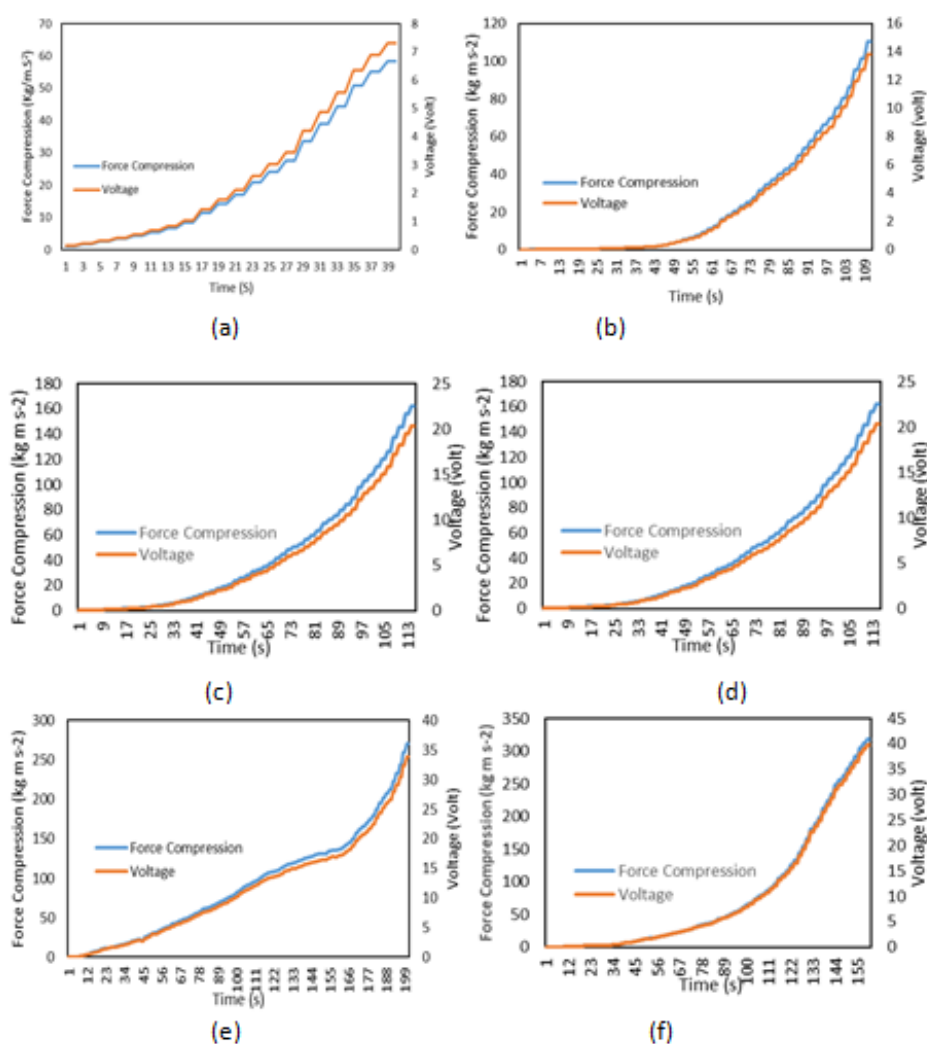 70
60
50
40
30
20
10
0
Force Compression (Kg/m.S²)
8
7
6
5
4
3
2
1
0
Voltage (Volt)
Force Compression
Voltage
1 3 5 7 9 11 13 15 17 19 21 23 25 27 29 31 33 35 37 39
Time (S)
(a)
120
100
80
60
40
20
0
Force Compression (kg m s-2)
16
14
12
10
8
6
4
2
0
Voltage (volt)
Force Compression
Voltage
1 7 13 19 25 31 37 43 49 55 61 67 73 79 85 91 97 103 109
Time (s)
(b)
180
160
140
120
100
80
60
40
20
0
Force Compression (kg m s-2)
25
20
15
10
5
0
Voltage (volt)
Force Compression
Voltage
1 9 17 25 33 41 49 57 65 73 81 89 97 105 113
Time (s)
(c)
180
160
140
120
100
80
60
40
20
0
Force Compression (kg m s-2)
25
20
15
10
5
0
Voltage (volt)
Force Compression
Voltage
1 9 17 25 33 41 49 57 65 73 81 89 97 105 113
Time (s)
(d)
300
250
200
150
100
50
0
Force Compression (kg m s-2)
40
35
30
25
20
15
10
5
0
Voltage (Volt)
Force Compression
Voltage
1 12 23 34 45 56 67 78 89 100 111 122 133 144 155 166 177 188 199
Time (s)
(e)
350
300
250
200
150
100
50
0
Force Compression (kg m s-2)
45
40
35
30
25
20
15
10
5
0
Voltage (volt)
Force Compression
Voltage
1 12 23 34 45 56 67 78 89 100 111 122 133 144 155
Time (s)
(f)